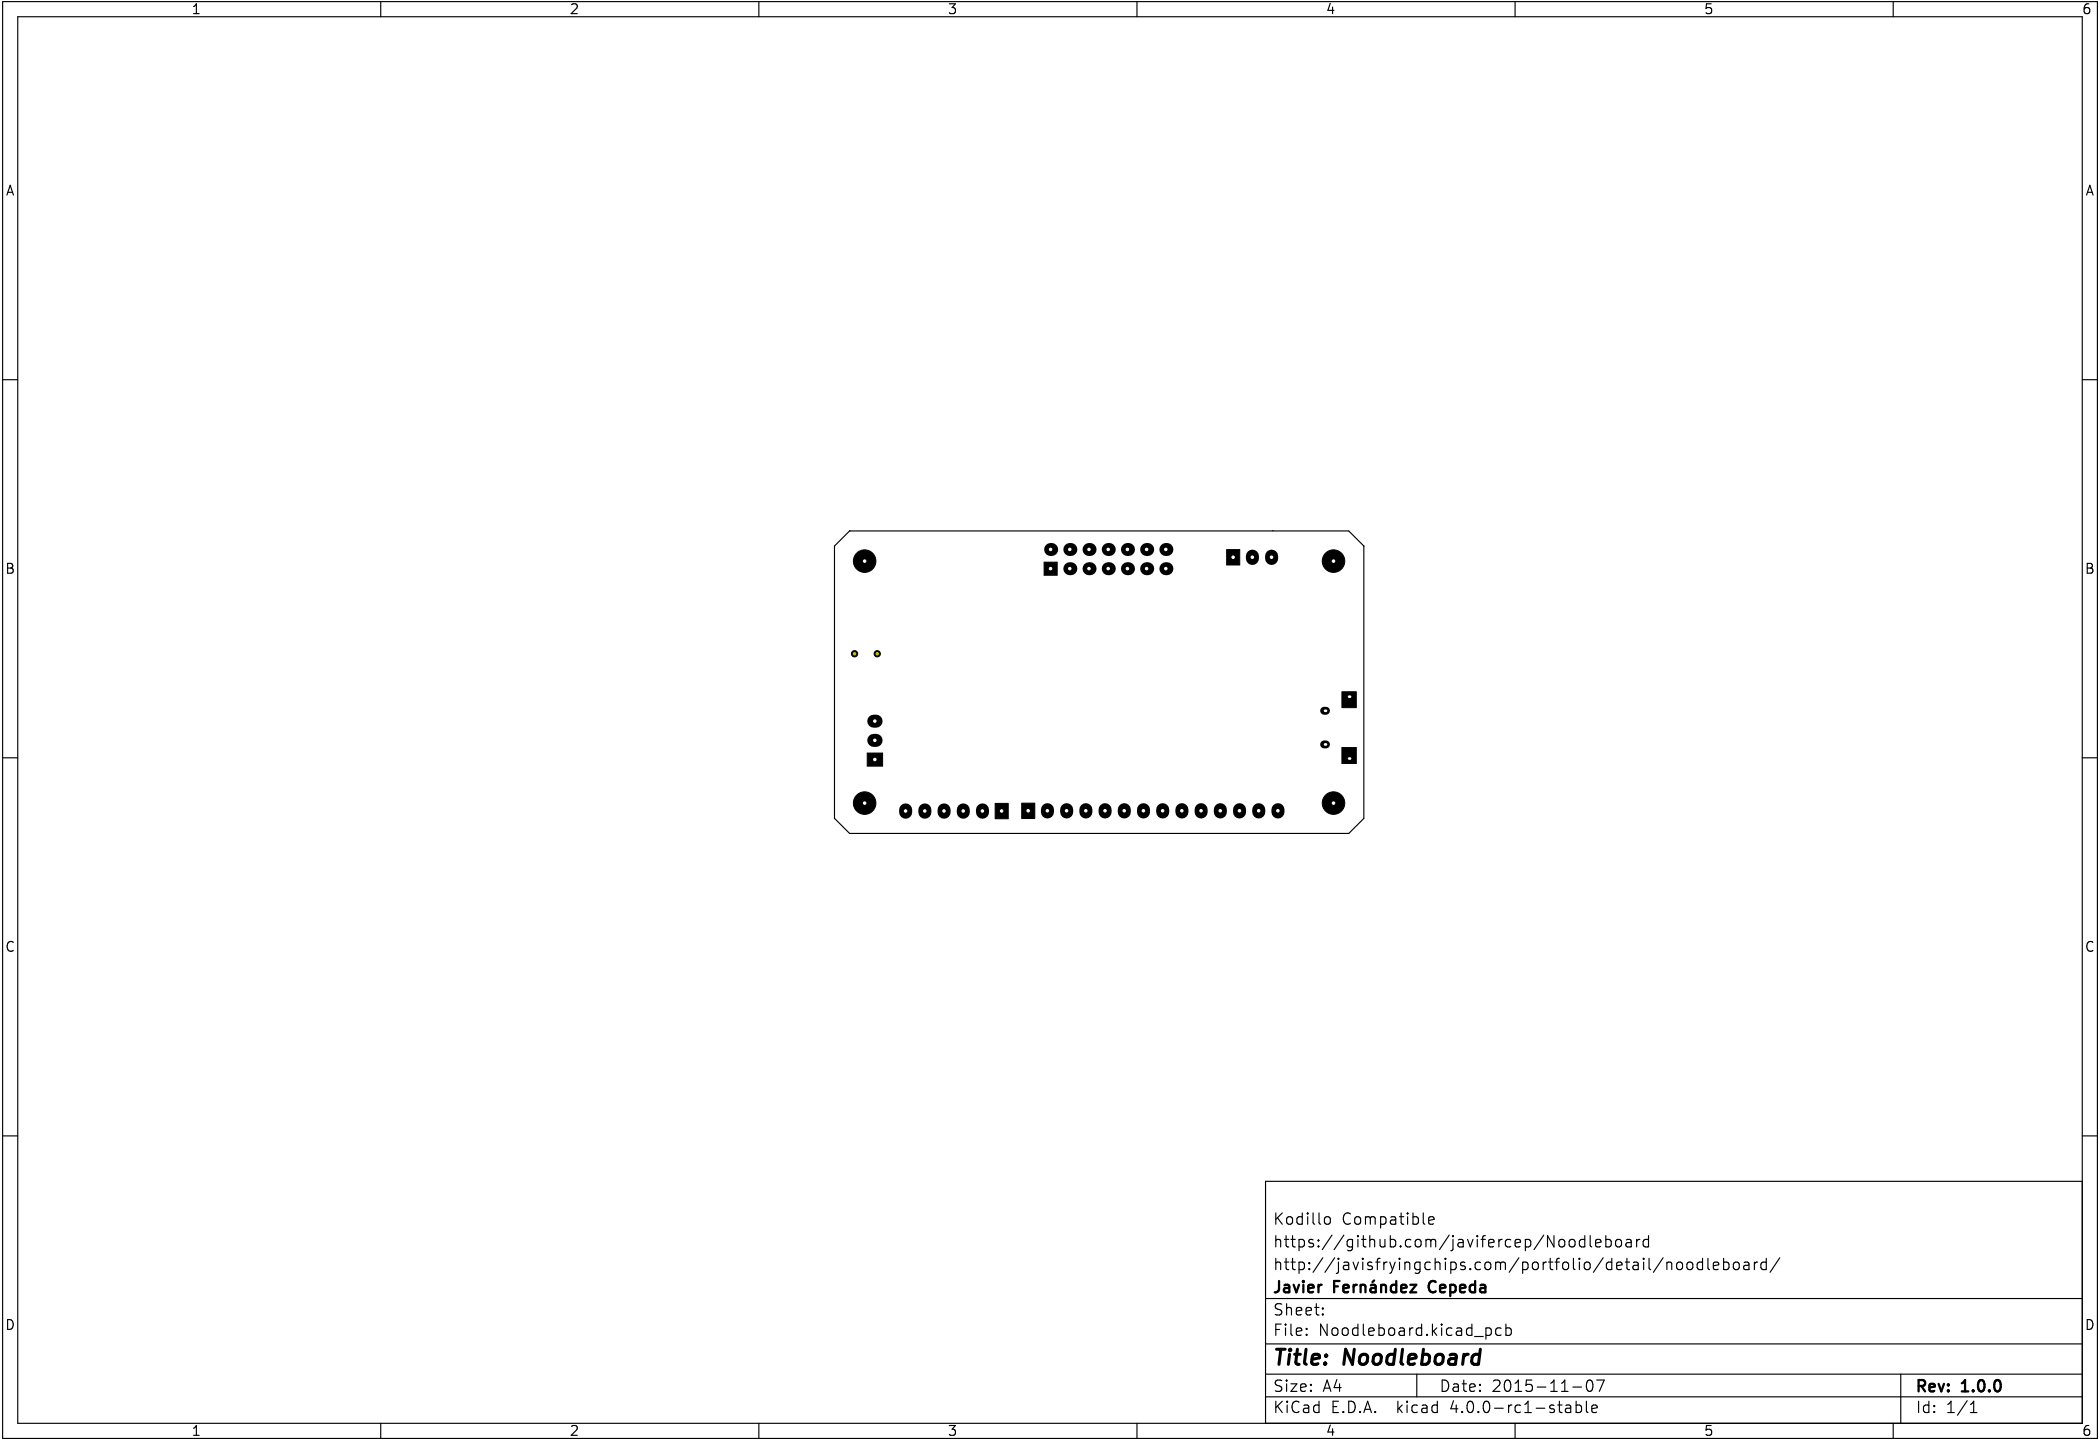 1 2 3 4 5 6
A A
B B
C C
Kodillo Compatible
https://github.com/javifercep/Noodleboard
http://javisfryingchips.com/portfolio/detail/noodleboard/
Javier Fernández Cepeda
Sheet:
File: Noodleboard.kicad_pcb
D D
Title: Noodleboard
Size: A4 Date: 2015-11-07 Rev: 1.0.0
KiCad E.D.A. kicad 4.0.0-rc1-stable Id: 1/1
1 2 3 4 5 6